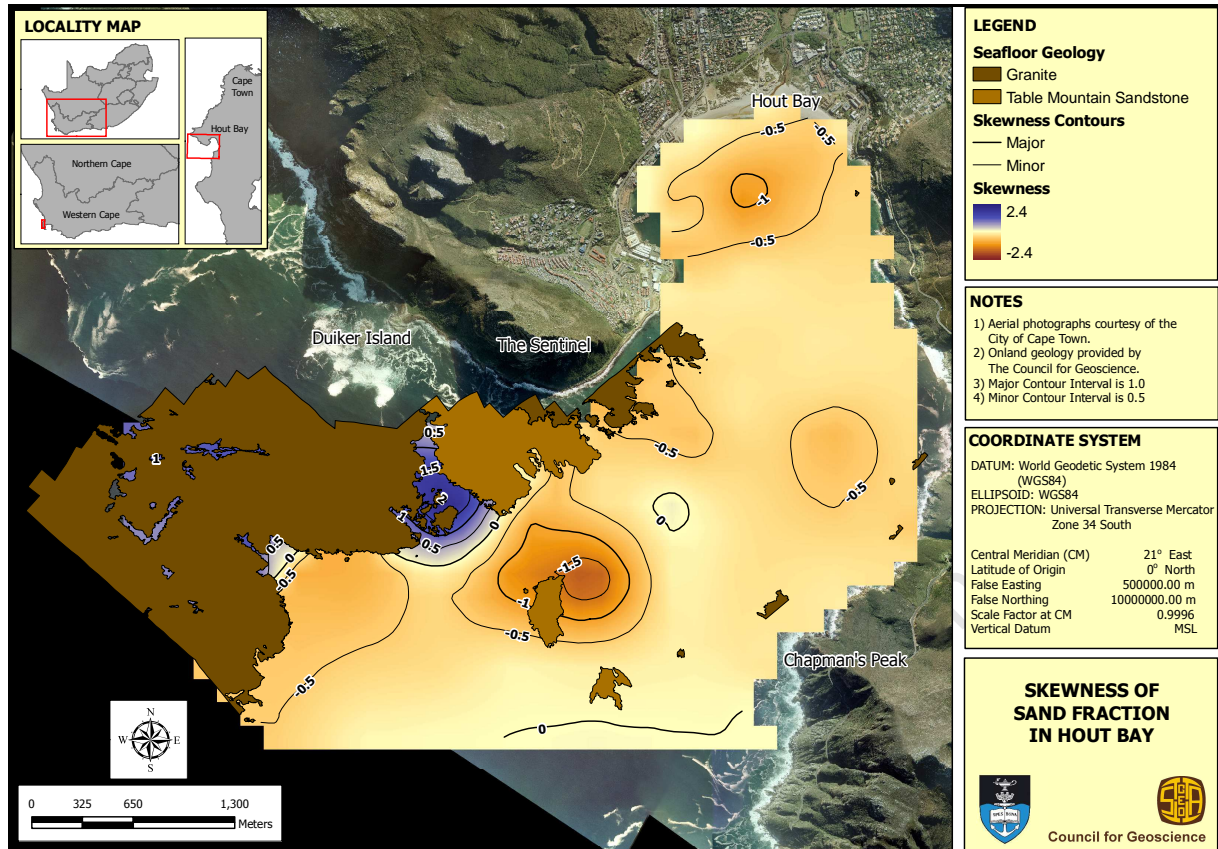 LOCALITY MAP
Cape
Town
Hout Bay
Northern Cape
Western Cape
Hout Bay
Duiker Island
The Sentinel
Chapman's Peak
-0.5
-0.5
-1
-0.5
0.5
1.5
2
1
0.5
0
1
0.5
0
-0.5
-0.5
-0.5
0
-1.5
-1
-0.5
-0.5
0
N
W
E
S
0 325 650 1,300
Meters
LEGEND
Seafloor Geology
Granite
Table Mountain Sandstone
Skewness Contours
Major
Minor
Skewness
2.4
-2.4
NOTES
1) Aerial photographs courtesy of the
City of Cape Town.
2) Onland geology provided by
The Council for Geoscience.
3) Major Contour Interval is 1.0
4) Minor Contour Interval is 0.5
COORDINATE SYSTEM
DATUM: World Geodetic System 1984
(WGS84)
ELLIPSOID: WGS84
PROJECTION: Universal Transverse Mercator
Zone 34 South
Central Meridian (CM) 21° East
Latitude of Origin 0° North
False Easting 500000.00 m
False Northing 10000000.00 m
Scale Factor at CM 0.9996
Vertical Datum MSL
SKEWNESS OF
SAND FRACTION
IN HOUT BAY
SPES BONA
Council for Geoscience